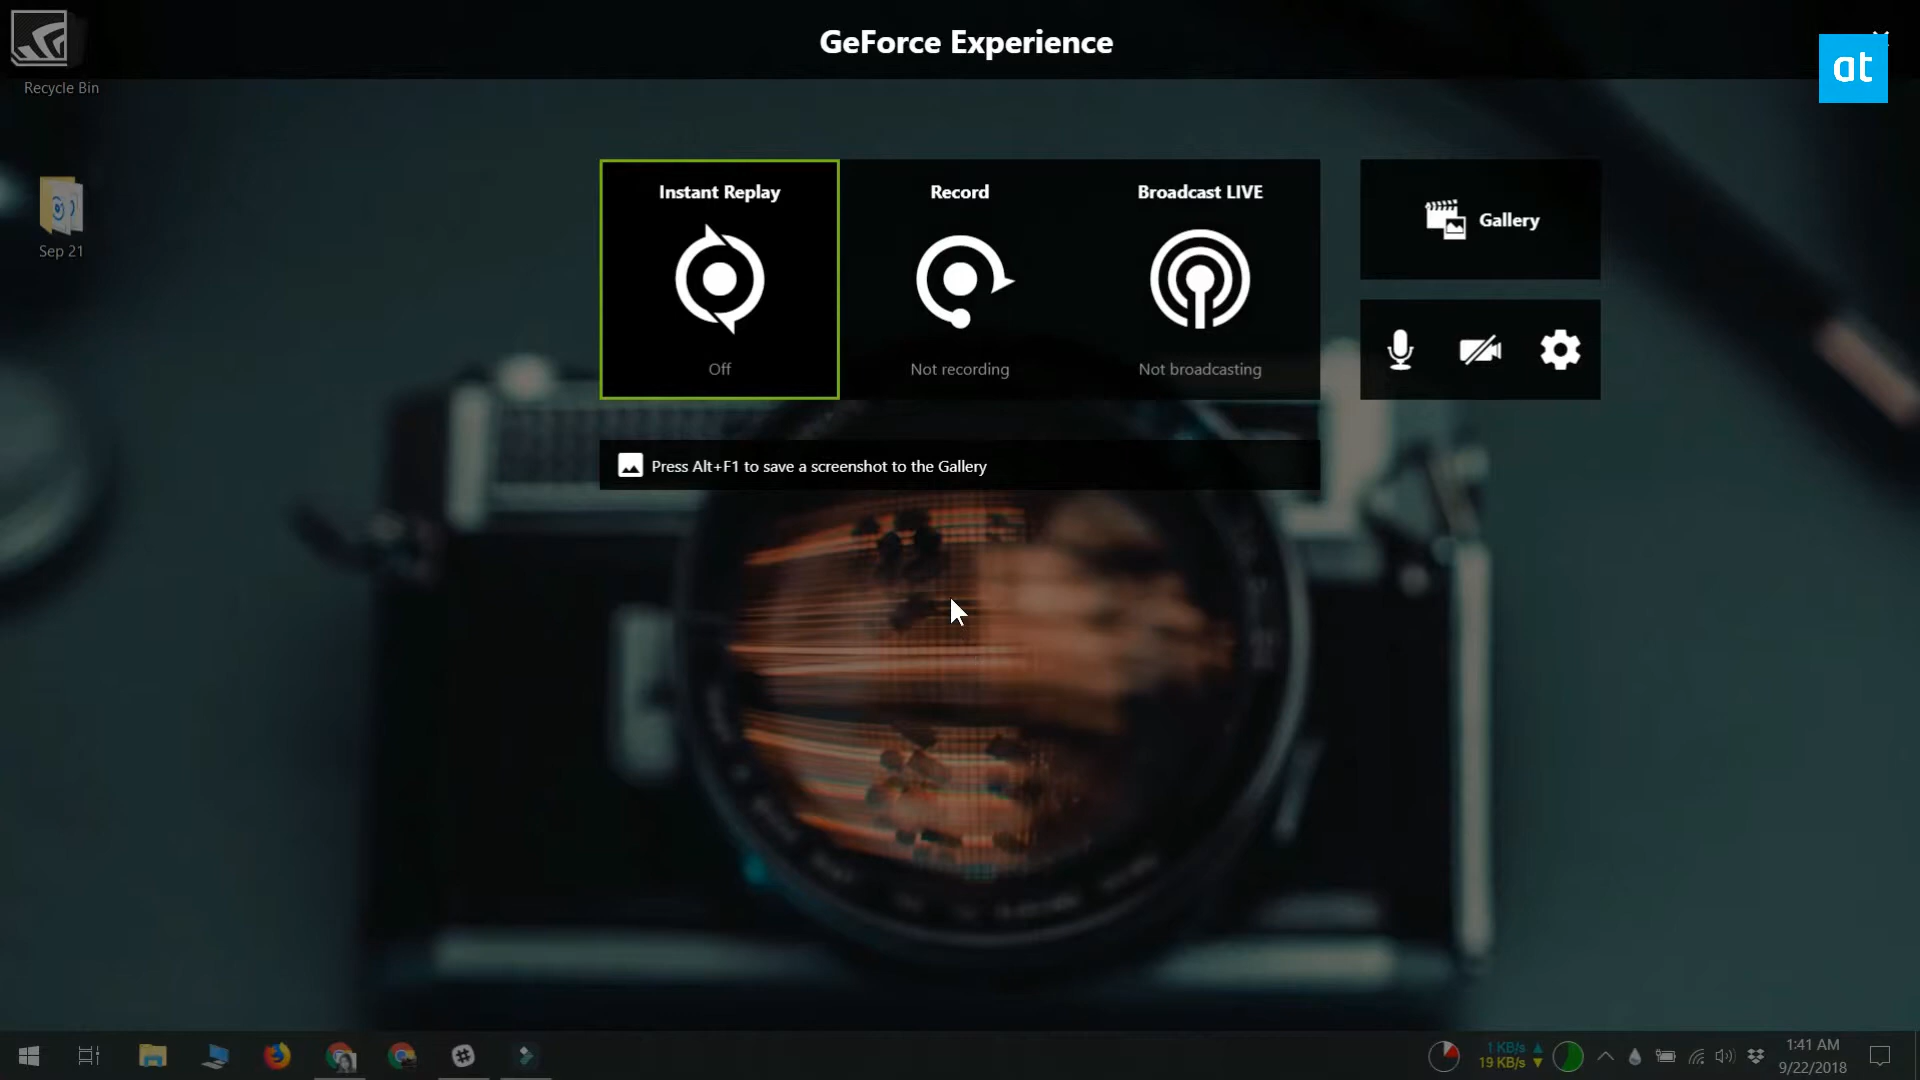 GeForce Experience
at
Recycle Bin
Sep 21
Instant Replay
Off
Record
Not recording
Broadcast LIVE
Not broadcasting
Gallery
Press Alt+F1 to save a screenshot to the Gallery
1 KB/s
19 KB/s
1:41 AM
9/22/2018